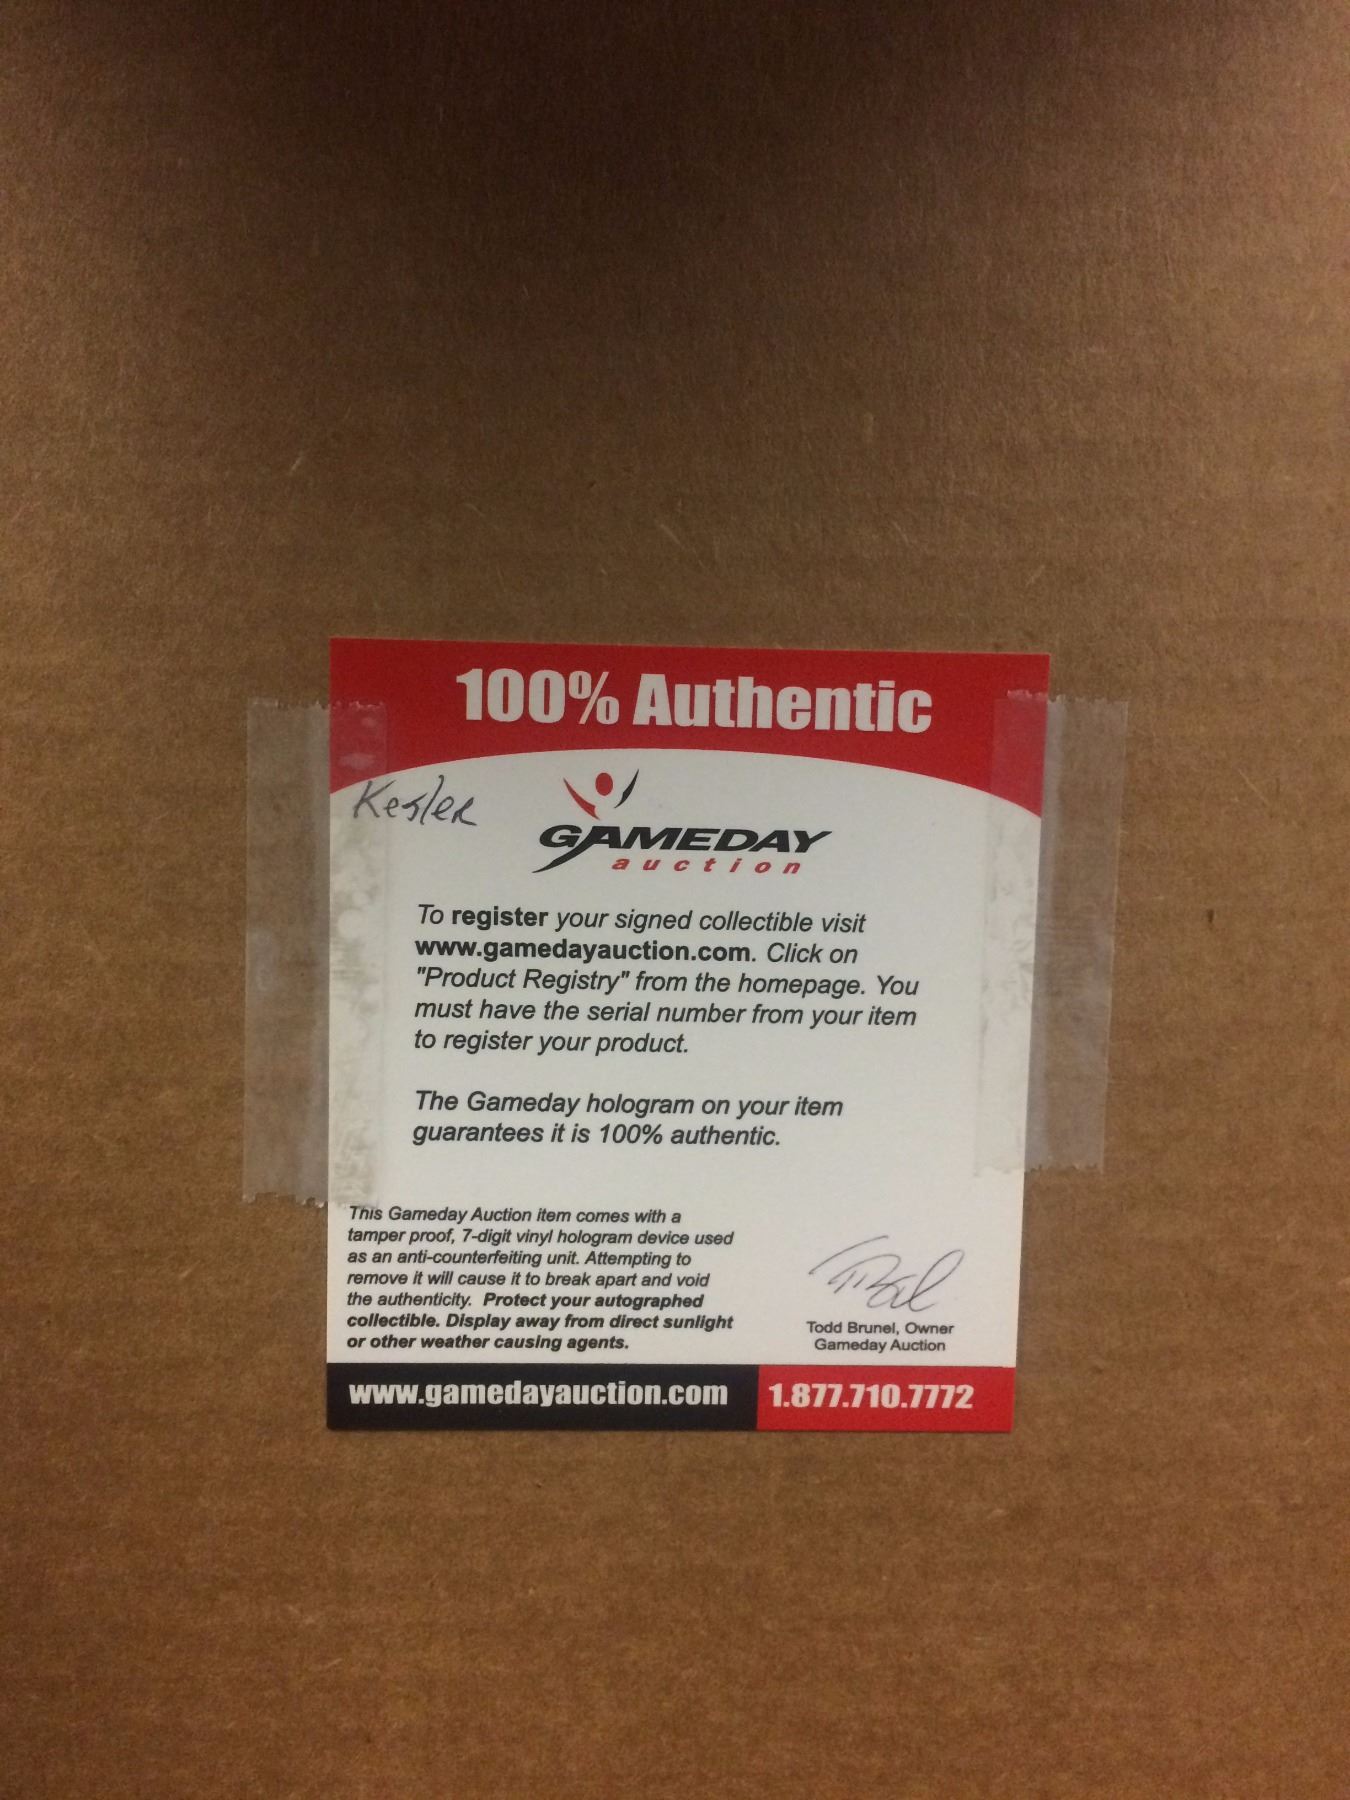 100% Authentic
Kesler
GAMEDAY
auction
To register your signed collectible visit
www.gamedayauction.com. Click on
"Product Registry" from the homepage. You
must have the serial number from your item
to register your product.
The Gameday hologram on your item
guarantees it is 100% authentic.
This Gameday Auction item comes with a
tamper proof, 7-digit vinyl hologram device used
as an anti-counterfeiting unit. Attempting to
remove it will cause it to break apart and void
the authenticity. Protect your autographed
collectible. Display away from direct sunlight
or other weather causing agents.
Todd Brunel, Owner
Gameday Auction
www.gamedayauction.com
1.877.710.7772